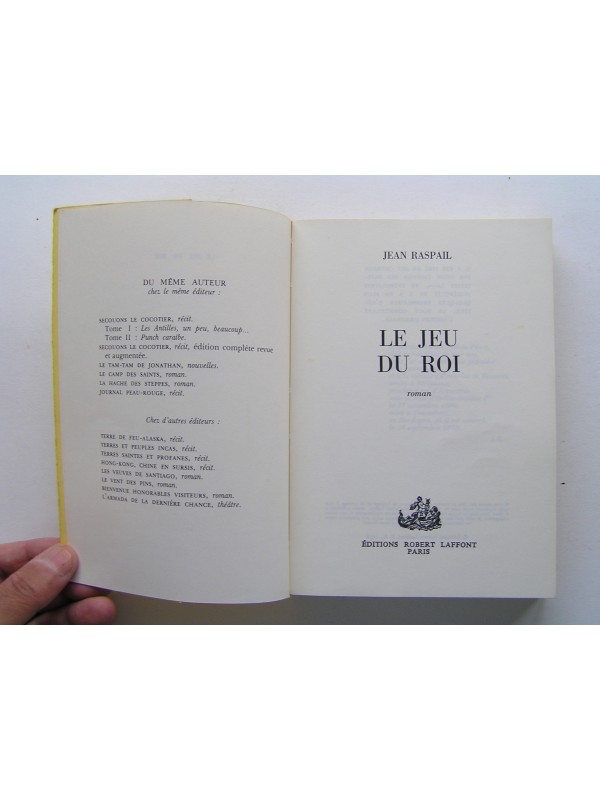 DU MÊME AUTEUR
chez le même éditeur :
SECOUONS LE COCOTIER, récit.
Tome I : Les Antilles, un peu, beaucoup...
Tome II : Punch caraïbe.
SECOUONS LE COCOTIER, récit, édition complète revue
et augmentée.
LE TAM-TAM DE JONATHAN, nouvelles.
LE CAMP DES SAINTS, roman.
LA HACHE DES STEPPES, roman.
JOURNAL PEAU-ROUGE, récit.
Chez d'autres éditeurs :
TERRE DE FEU-ALASKA, récit.
TERRES ET PEUPLES INCAS, récit.
TERRES SAINTES ET PROFANES, récit.
HONG-KONG, CHINE EN SURSIS, récit.
LES VEUVES DE SANTIAGO, roman.
LE VENT DES PINS, roman.
BIENVENUE HONORABLES VISITEURS, roman.
L'ARMADA DE LA DERNIÈRE CHANCE, théâtre.
JEAN RASPAIL
LE JEU
DU ROI
roman
ÉDITIONS ROBERT LAFFONT
PARIS